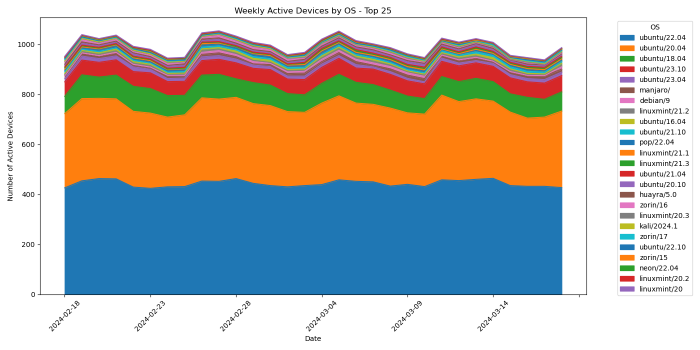 Weekly Active Devices by OS - Top 25
Number of Active Devices
1000
800
600
400
200
0
2024-02-18
2024-02-23
2024-02-28
2024-03-04
2024-03-09
2024-03-14
Date
OS
ubuntu/22.04
ubuntu/20.04
ubuntu/18.04
ubuntu/23.10
ubuntu/23.04
manjaro/
debian/9
linuxmint/21.2
ubuntu/16.04
ubuntu/21.10
pop/22.04
linuxmint/21.1
linuxmint/21.3
ubuntu/21.04
ubuntu/20.10
huayra/5.0
zorin/16
linuxmint/20.3
kali/2024.1
zorin/17
ubuntu/22.10
zorin/15
neon/22.04
linuxmint/20.2
linuxmint/20